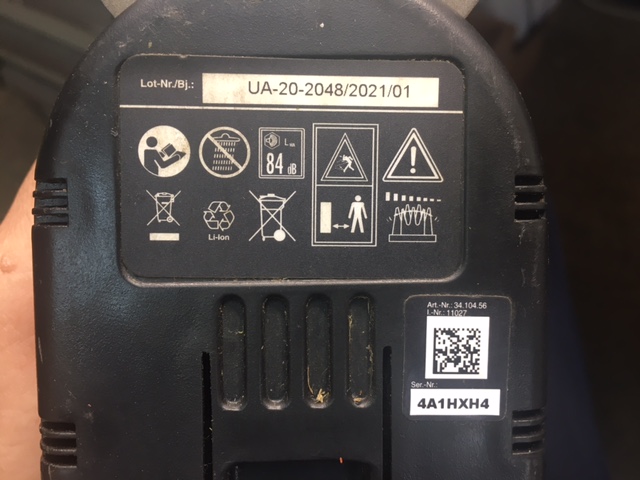 Lot-Nr./Bj.: UA-20-2048/2021/01
84 dB
Li-Ion
Art.-Nr.: 34.104.56
I.-Nr.: 11027
Ser.-Nr.:
4A1HXH4